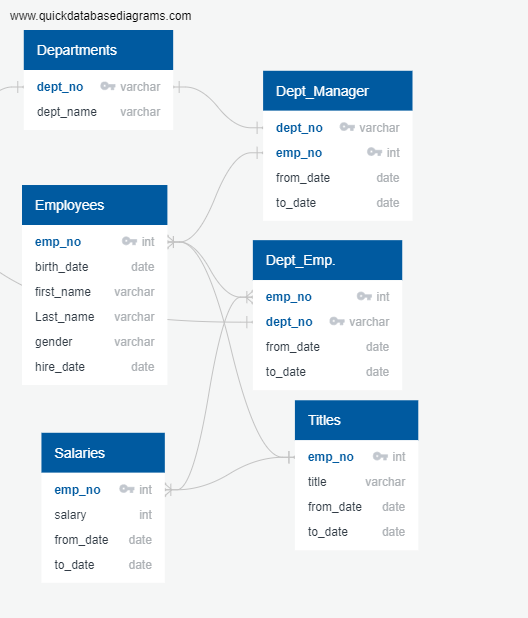 www.quickdatabasediagrams.com
Departments
dept_no varchar
dept_name varchar
Dept_Manager
dept_no varchar
emp_no int
from_date date
to_date date
Employees
emp_no int
birth_date date
first_name varchar
Last_name varchar
gender varchar
hire_date date
Dept_Emp.
emp_no int
dept_no varchar
from_date date
to_date date
Titles
emp_no int
title varchar
from_date date
to_date date
Salaries
emp_no int
salary int
from_date date
to_date date